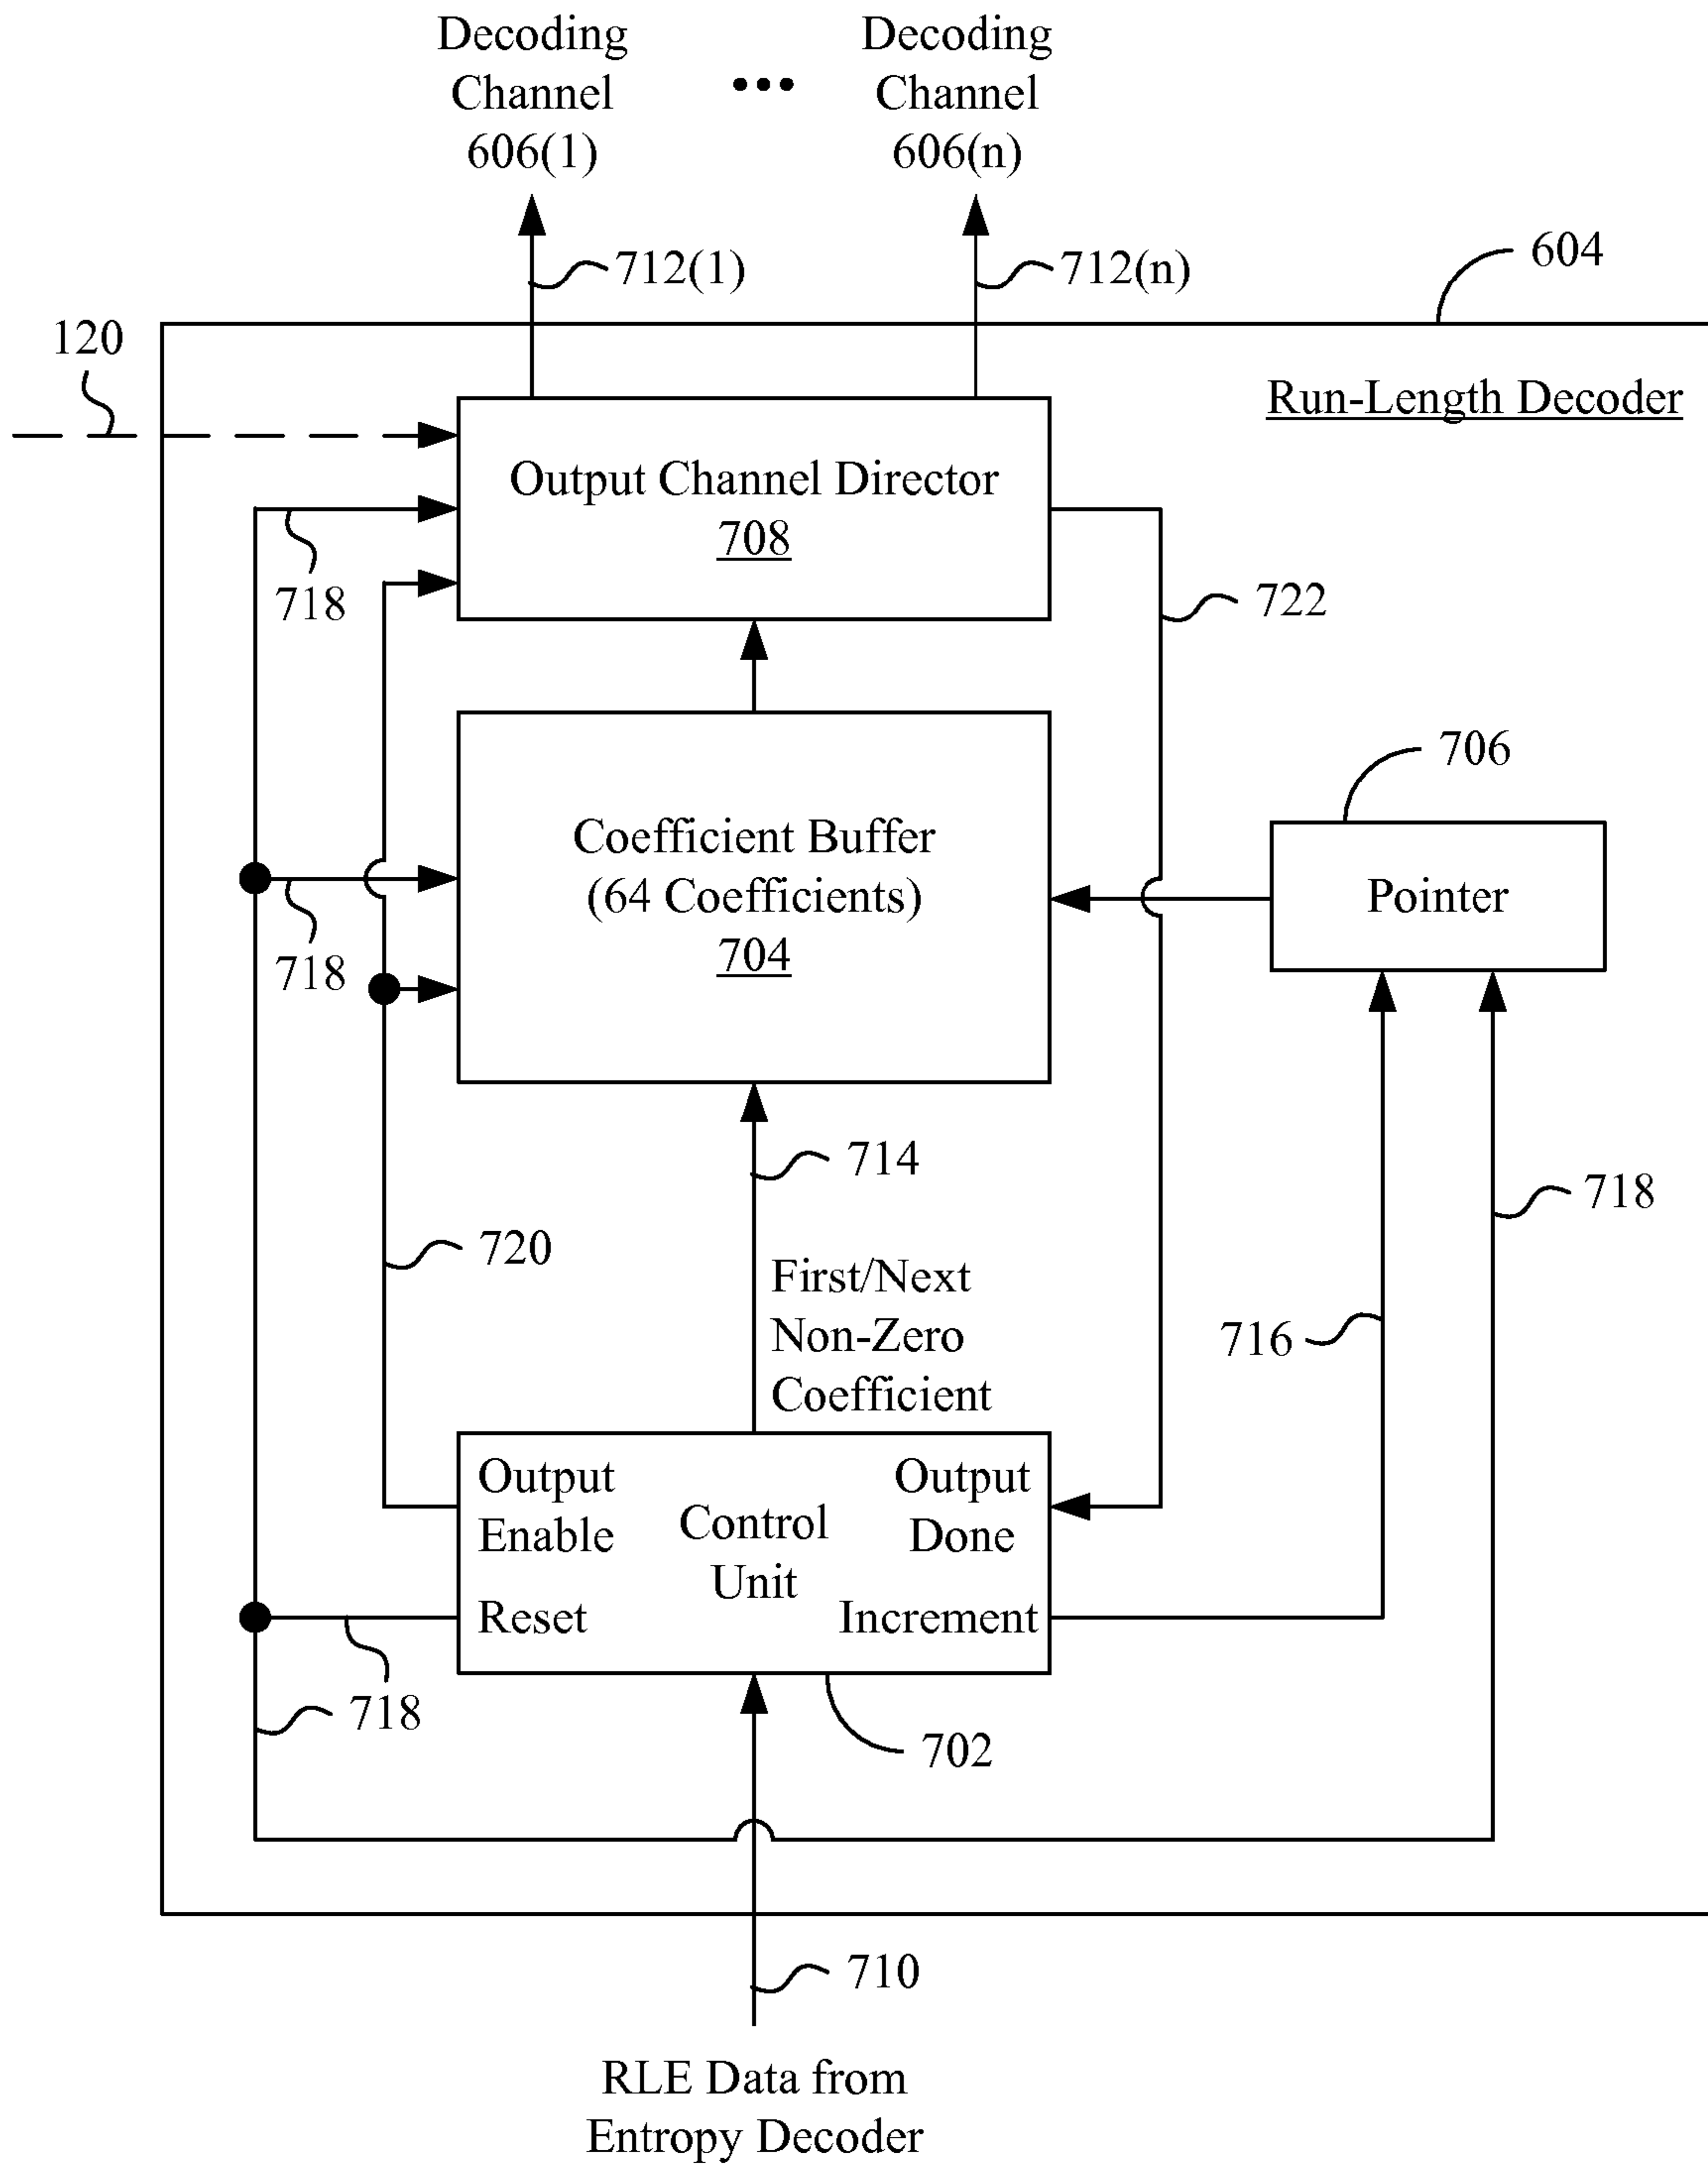 Decoding
Channel
606(1)
•••
Decoding
Channel
606(n)
712(1)
712(n)
604
120
Run-Length Decoder
Output Channel Director
708
718
722
706
Coefficient Buffer
(64 Coefficients)
704
Pointer
718
714
718
720
First/Next
Non-Zero
Coefficient
716
Output
Enable
Output
Done
Control
Unit
Reset
Increment
718
702
710
RLE Data from
Entropy Decoder